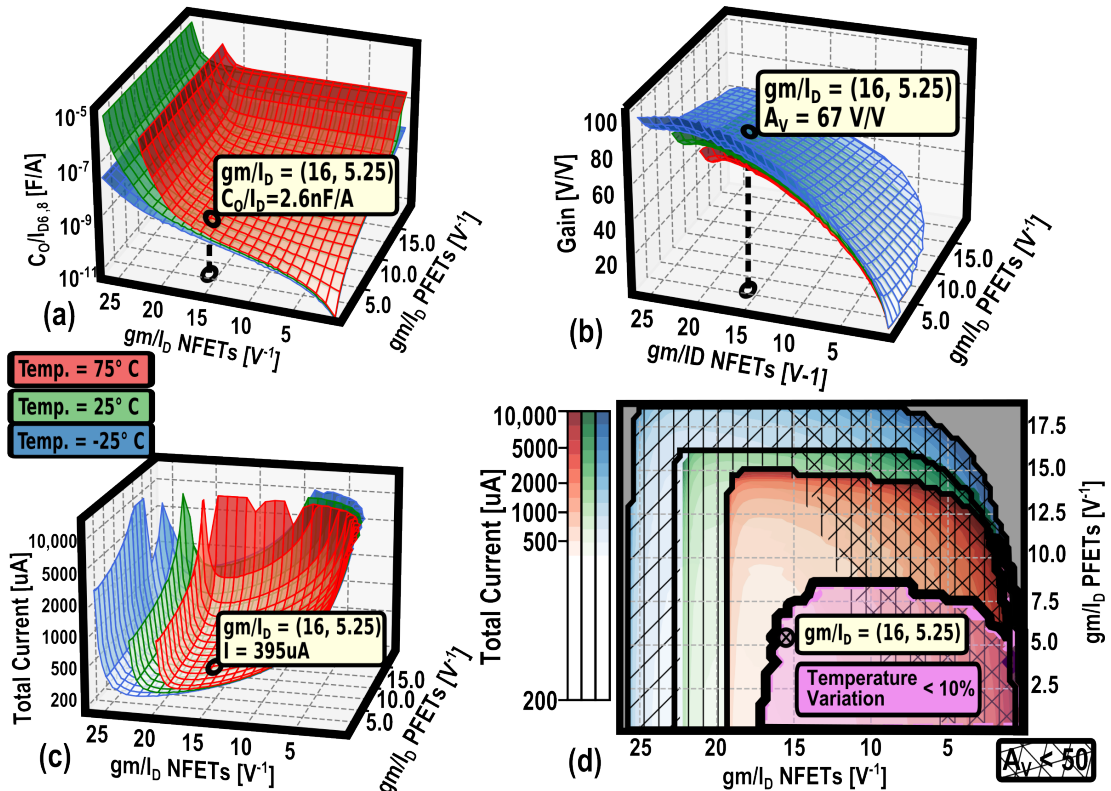 (a)
C₀/I_D6,8 [F/A]
10⁻⁵
10⁻⁷
10⁻⁹
10⁻¹¹
gm/I_D = (16, 5.25)
C₀/I_D=2.6nF/A
25
20
15
10
5
gm/I_D NFETs [V⁻¹]
5.0
10.0
15.0
gm/I_D PFETs [V⁻¹]
(b)
Gain [V/V]
100
80
60
40
20
gm/I_D = (16, 5.25)
A_V = 67 V/V
25
20
15
10
5
gm/ID NFETs [V-1]
5.0
10.0
15.0
gm/I_D PFETs [V⁻¹]
Temp. = 75° C
Temp. = 25° C
Temp. = -25° C
(c)
Total Current [uA]
10,000
5000
2000
1000
500
200
gm/I_D = (16, 5.25)
I = 395uA
25
20
15
10
5
gm/I_D NFETs [V⁻¹]
5.0
10.0
15.0
gm/I_D PFETs [V⁻¹]
(d)
Total Current [uA]
10,000
5000
2000
1000
500
200
gm/I_D = (16, 5.25)
Temperature
Variation < 10%
25
20
15
10
5
gm/I_D NFETs [V⁻¹]
17.5
15.0
12.5
10.0
7.5
5.0
2.5
gm/I_D PFETs [V⁻¹]
A_V < 50